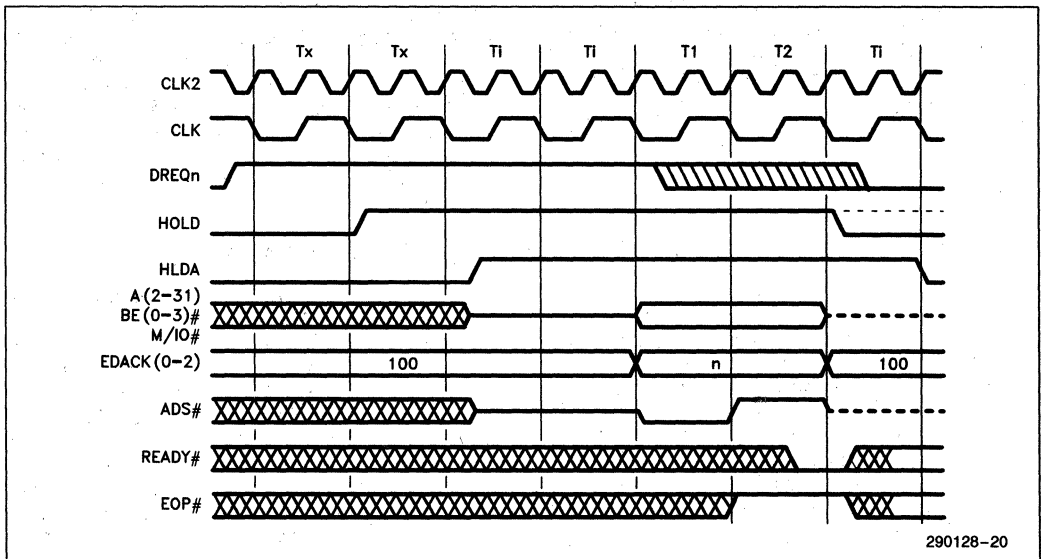 Tx Tx Ti Ti T1 T2 Ti
CLK2
CLK
DREQn
HOLD
HLDA
A(2-31)
BE(0-3)#
M/IO#
EDACK(0-2) 100 n 100
ADS#
READY#
EOP#
290128-20